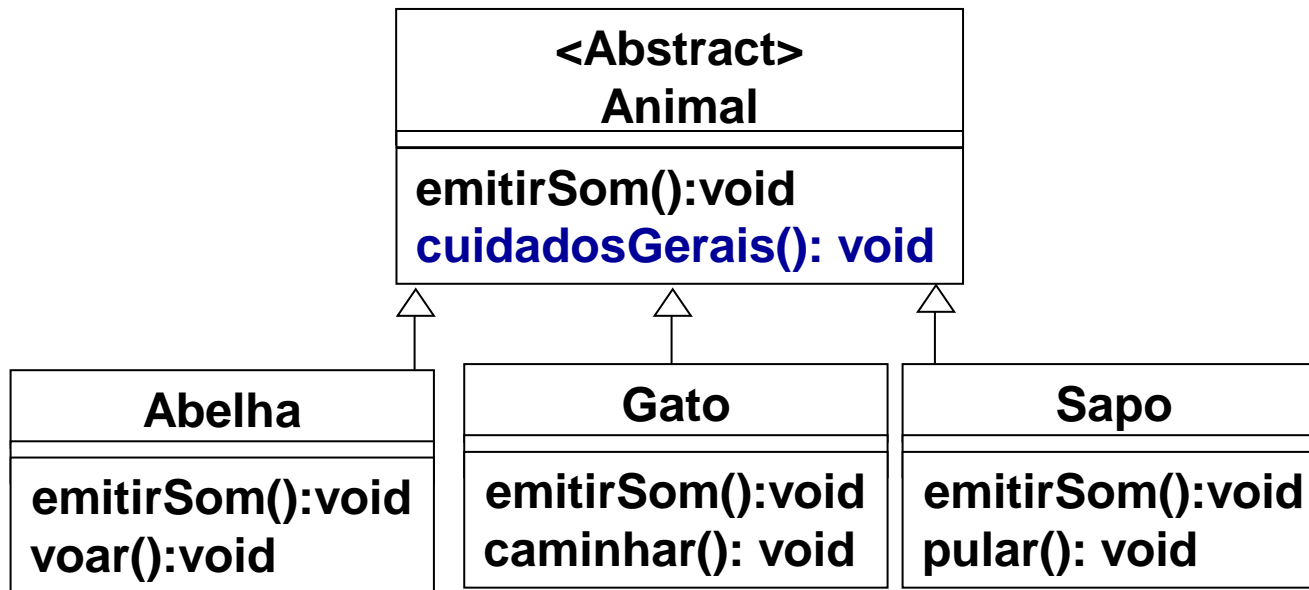 <Abstract>
Animal
emitirSom():void
cuidadosGerais(): void
Abelha
emitirSom():void
voar():void
Gato
emitirSom():void
caminhar(): void
Sapo
emitirSom():void
pular(): void